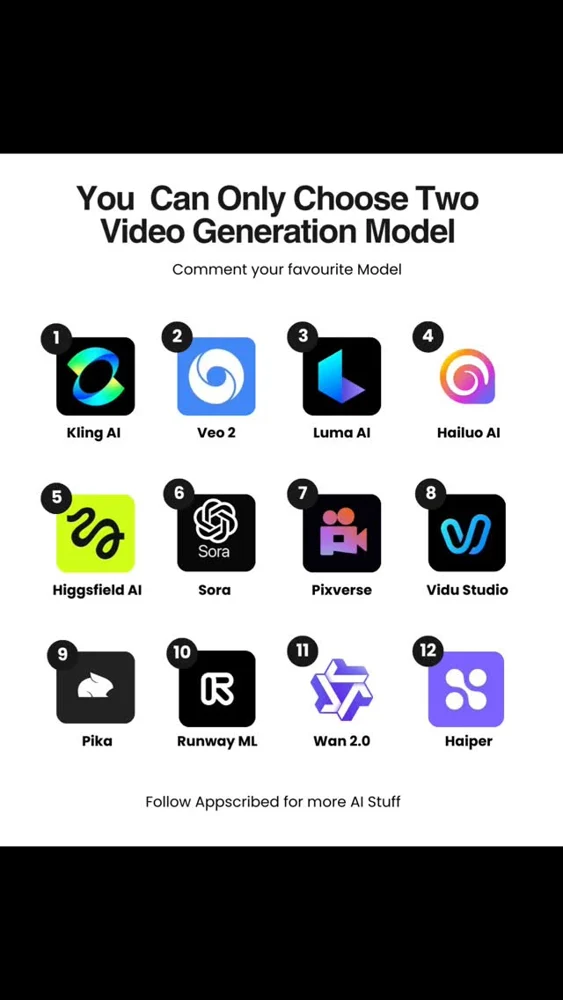 You Can Only Choose Two
Video Generation Model
Comment your favourite Model
1
2
3
4
Kling AI
Veo 2
Luma AI
Hailuo AI
5
6
7
8
Sora
Higgsfield AI
Sora
Pixverse
Vidu Studio
9
10
11
12
Pika
Runway ML
Wan 2.0
Haiper
Follow Appscribed for more AI Stuff